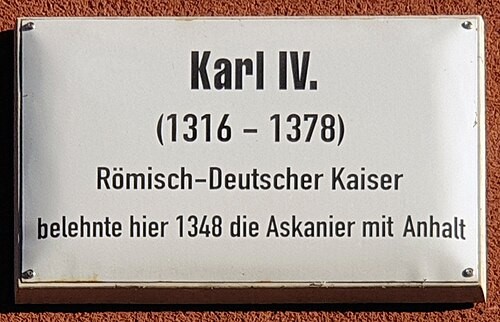 Karl IV.
(1316 – 1378)
Römisch-Deutscher Kaiser
belehnte hier 1348 die Askanier mit Anhalt